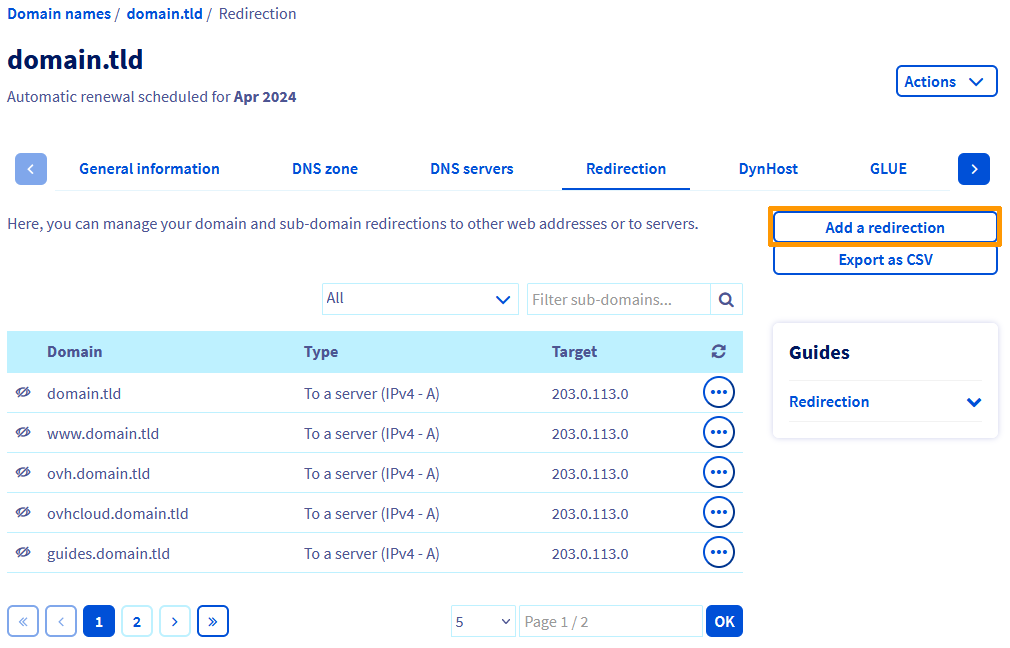 Domain names / domain.tld / Redirection
domain.tld
Actions
Automatic renewal scheduled for Apr 2024
General information DNS zone DNS servers Redirection DynHost GLUE
Here, you can manage your domain and sub-domain redirections to other web addresses or to servers.
Add a redirection
Export as CSV
All Filter sub-domains...
Domain Type Target
domain.tld To a server (IPv4 - A) 203.0.113.0
www.domain.tld To a server (IPv4 - A) 203.0.113.0
ovh.domain.tld To a server (IPv4 - A) 203.0.113.0
ovhcloud.domain.tld To a server (IPv4 - A) 203.0.113.0
guides.domain.tld To a server (IPv4 - A) 203.0.113.0
Guides
Redirection
« ‹ 1 2 › » 5 Page 1 / 2 OK